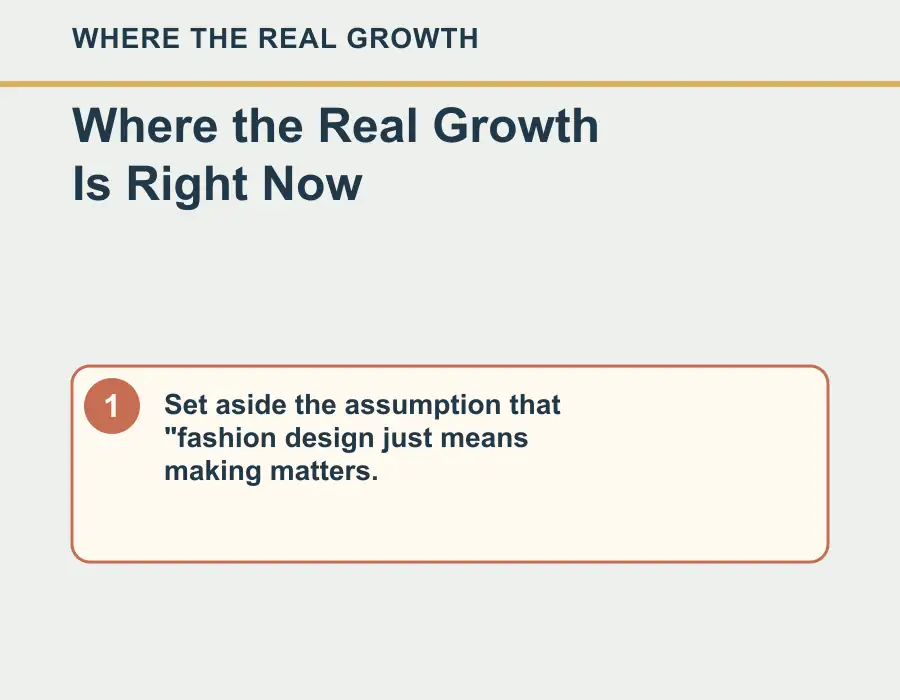 WHERE THE REAL GROWTH
Where the Real Growth
Is Right Now
1
Set aside the assumption that
"fashion design just means
making matters.